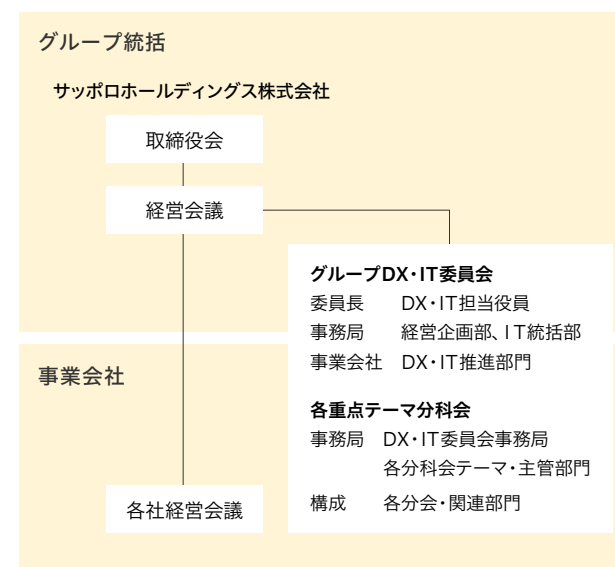 グループ統括
サッポロホールディングス株式会社
取締役会
経営会議
グループDX・IT委員会
委員長 DX・IT担当役員
事務局 経営企画部、IT統括部
事業会社 DX・IT推進部門
各重点テーマ分科会
事務局 DX・IT委員会事務局
各分科会テーマ・主管部門
構成 各分会・関連部門
事業会社
各社経営会議